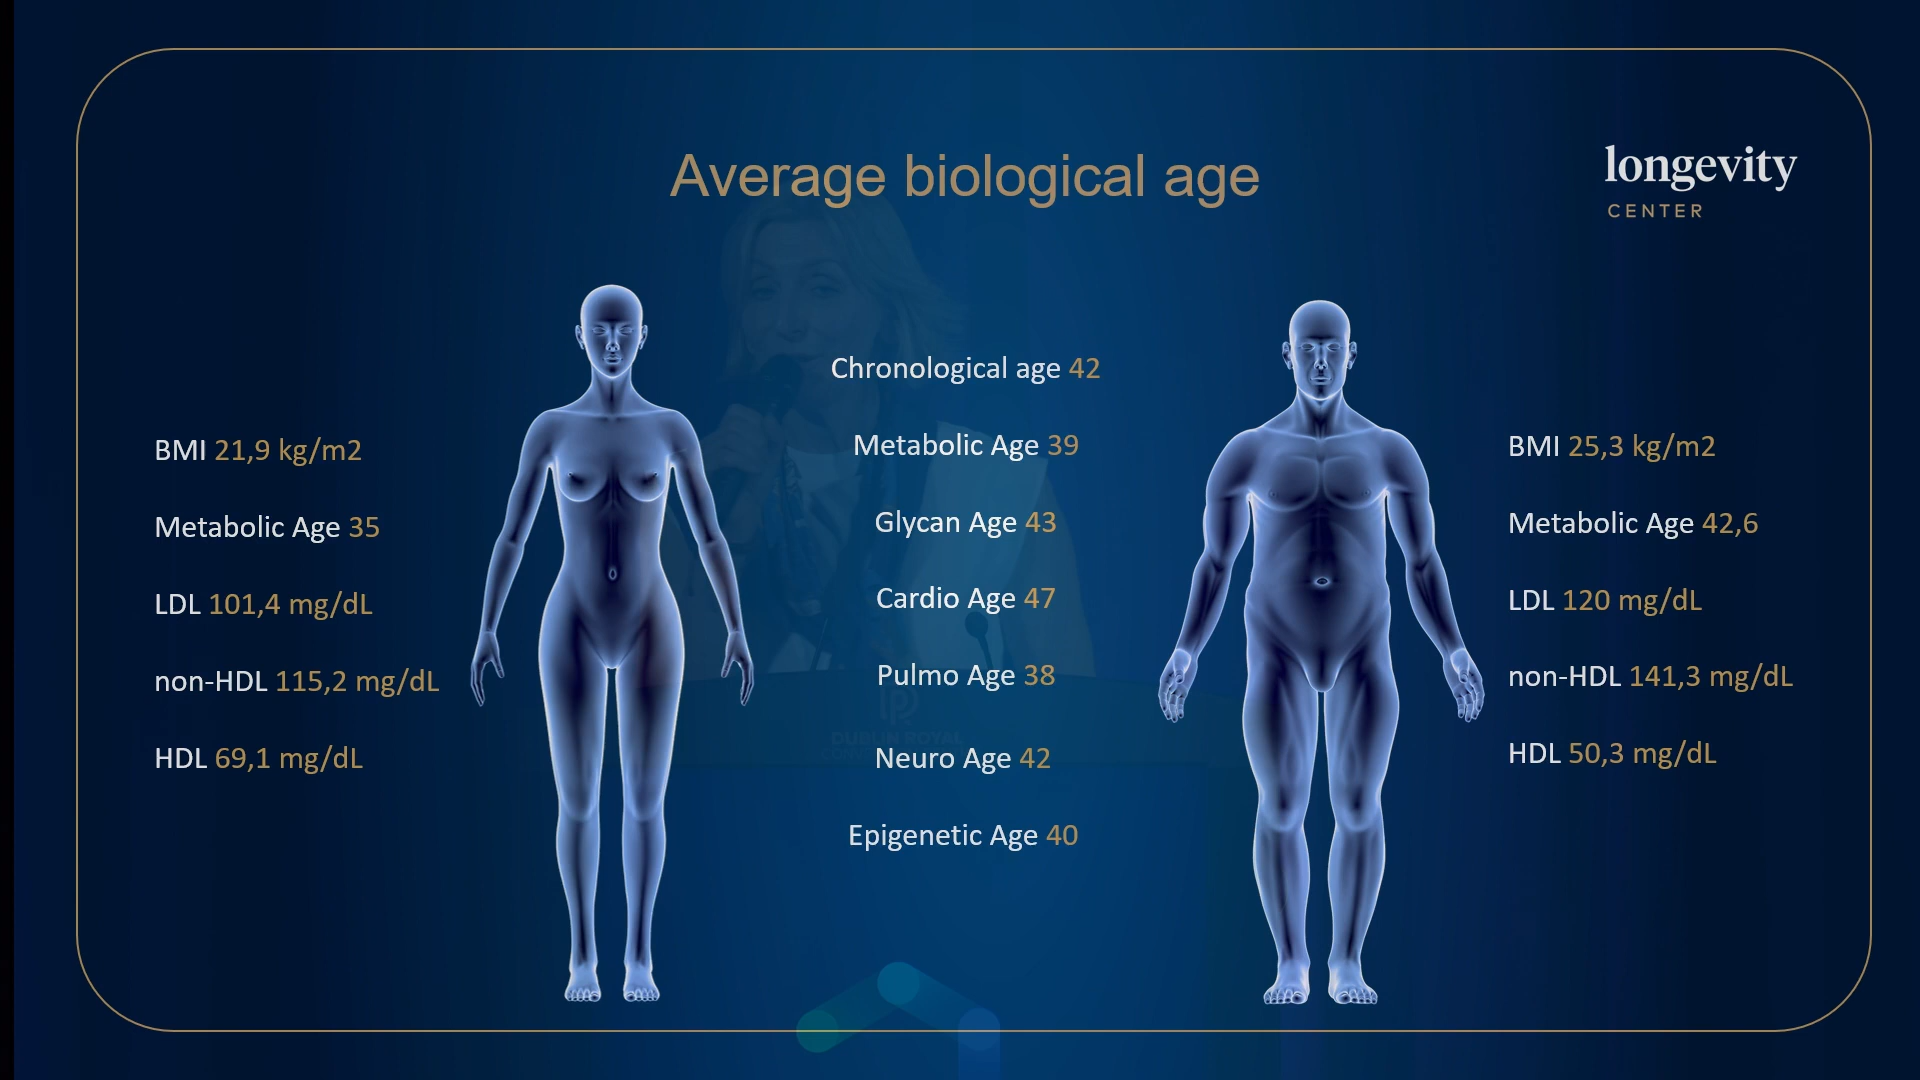 Average biological age
longevity
CENTER
BMI 21,9 kg/m2
Metabolic Age 35
LDL 101,4 mg/dL
non-HDL 115,2 mg/dL
HDL 69,1 mg/dL
Chronological age 42
Metabolic Age 39
Glycan Age 43
Cardio Age 47
Pulmo Age 38
Neuro Age 42
Epigenetic Age 40
BMI 25,3 kg/m2
Metabolic Age 42,6
LDL 120 mg/dL
non-HDL 141,3 mg/dL
HDL 50,3 mg/dL
DUBLIN ROYAL